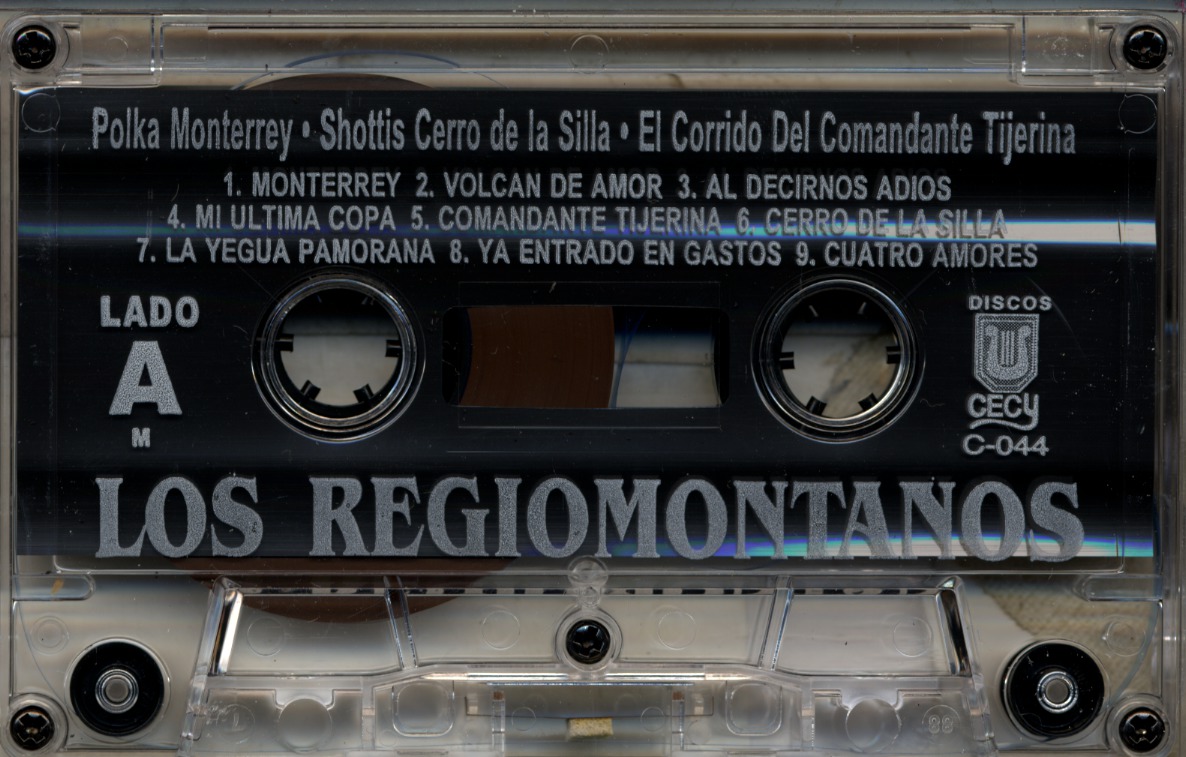 Polka Monterrey • Shottis Cerro de la Silla • El Corrido Del Comandante Tijerina
1. MONTERREY 2. VOLCAN DE AMOR 3. AL DECIRNOS ADIOS
4. MI ULTIMA COPA 5. COMANDANTE TIJERINA 6. CERRO DE LA SILLA
7. LA YEGUA PAMORANA 8. YA ENTRADO EN GASTOS 9. CUATRO AMORES
LADO
A
M
DISCOS
CECY
C-044
LOS REGIOMONTANOS